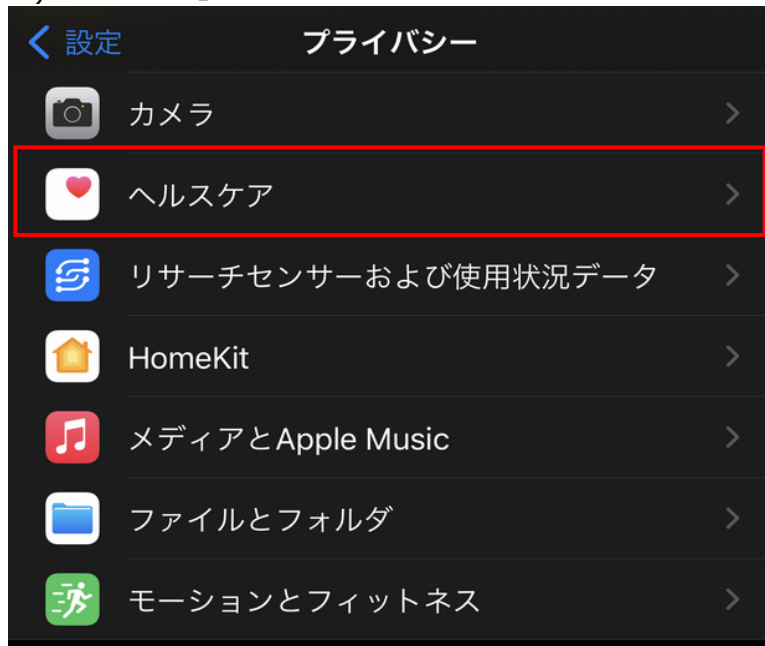 設定
プライバシー
カメラ
ヘルスケア
リサーチセンサーおよび使用状況データ
HomeKit
メディアとApple Music
ファイルとフォルダ
モーションとフィットネス